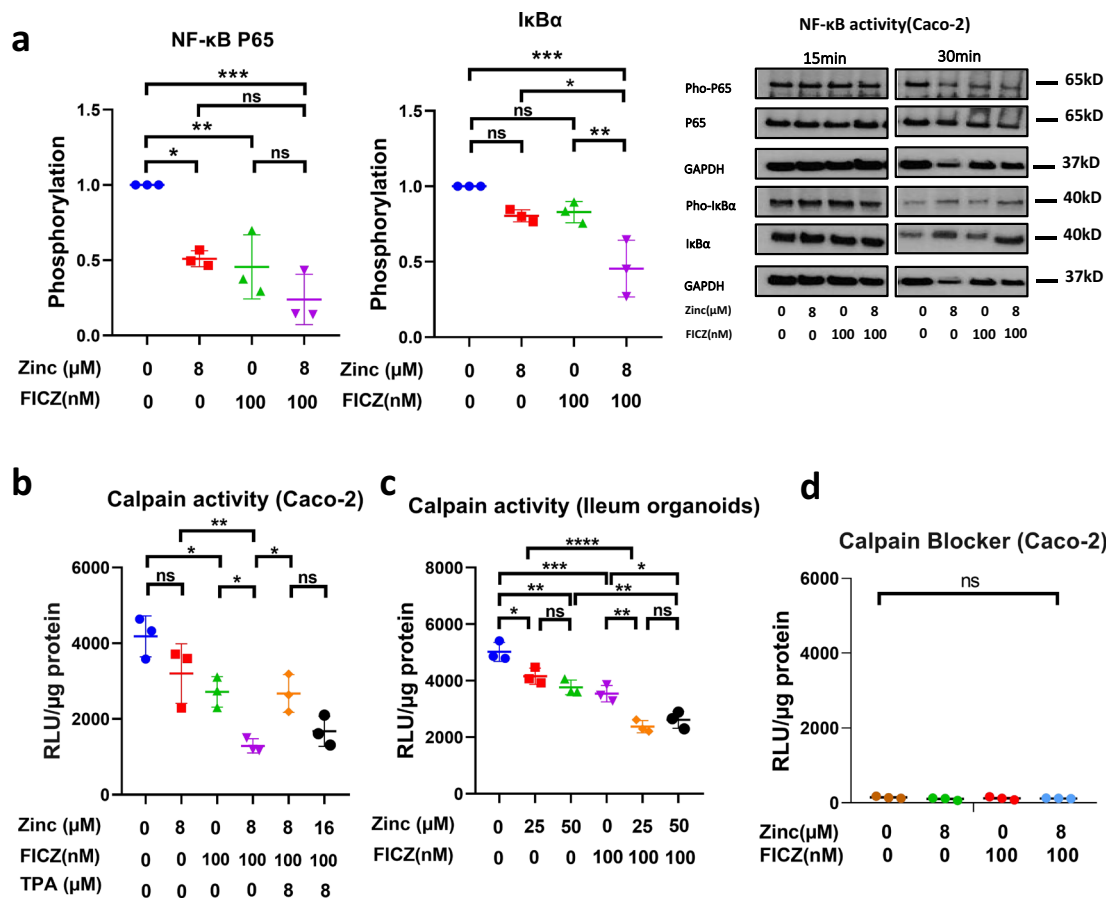 a
NF-κB P65
***
ns
**
*
ns
Phosphorylation
1.5
1.0
0.5
0.0
Zinc (µM) 0 8 0 8
FICZ(nM) 0 0 100 100
IκBα
***
*
ns
ns
**
Phosphorylation
1.5
1.0
0.5
0.0
Zinc (µM) 0 8 0 8
FICZ(nM) 0 0 100 100
NF-κB activity(Caco-2)
15min 30min
Pho-P65 65kD
P65 65kD
GAPDH 37kD
Pho-IκBα 40kD
IκBα 40kD
GAPDH 37kD
Zinc(µM) 0 8 0 8 0 8 0 8
FICZ(nM) 0 0 100 100 0 0 100 100
b
Calpain activity (Caco-2)
**
* *
ns * ns
RLU/µg protein
6000
4000
2000
0
Zinc (µM) 0 8 0 8 8 16
FICZ(nM) 0 0 100 100 100 100
TPA (µM) 0 0 0 0 8 8
c
Calpain activity (Ileum organoids)
****
*** *
** **
* ns ** ns
RLU/µg protein
8000
6000
4000
2000
0
Zinc (µM) 0 25 50 0 25 50
FICZ(nM) 0 0 0 100 100 100
d
Calpain Blocker (Caco-2)
ns
RLU/µg protein
6000
4000
2000
0
Zinc(µM) 0 8 0 8
FICZ(nM) 0 0 100 100